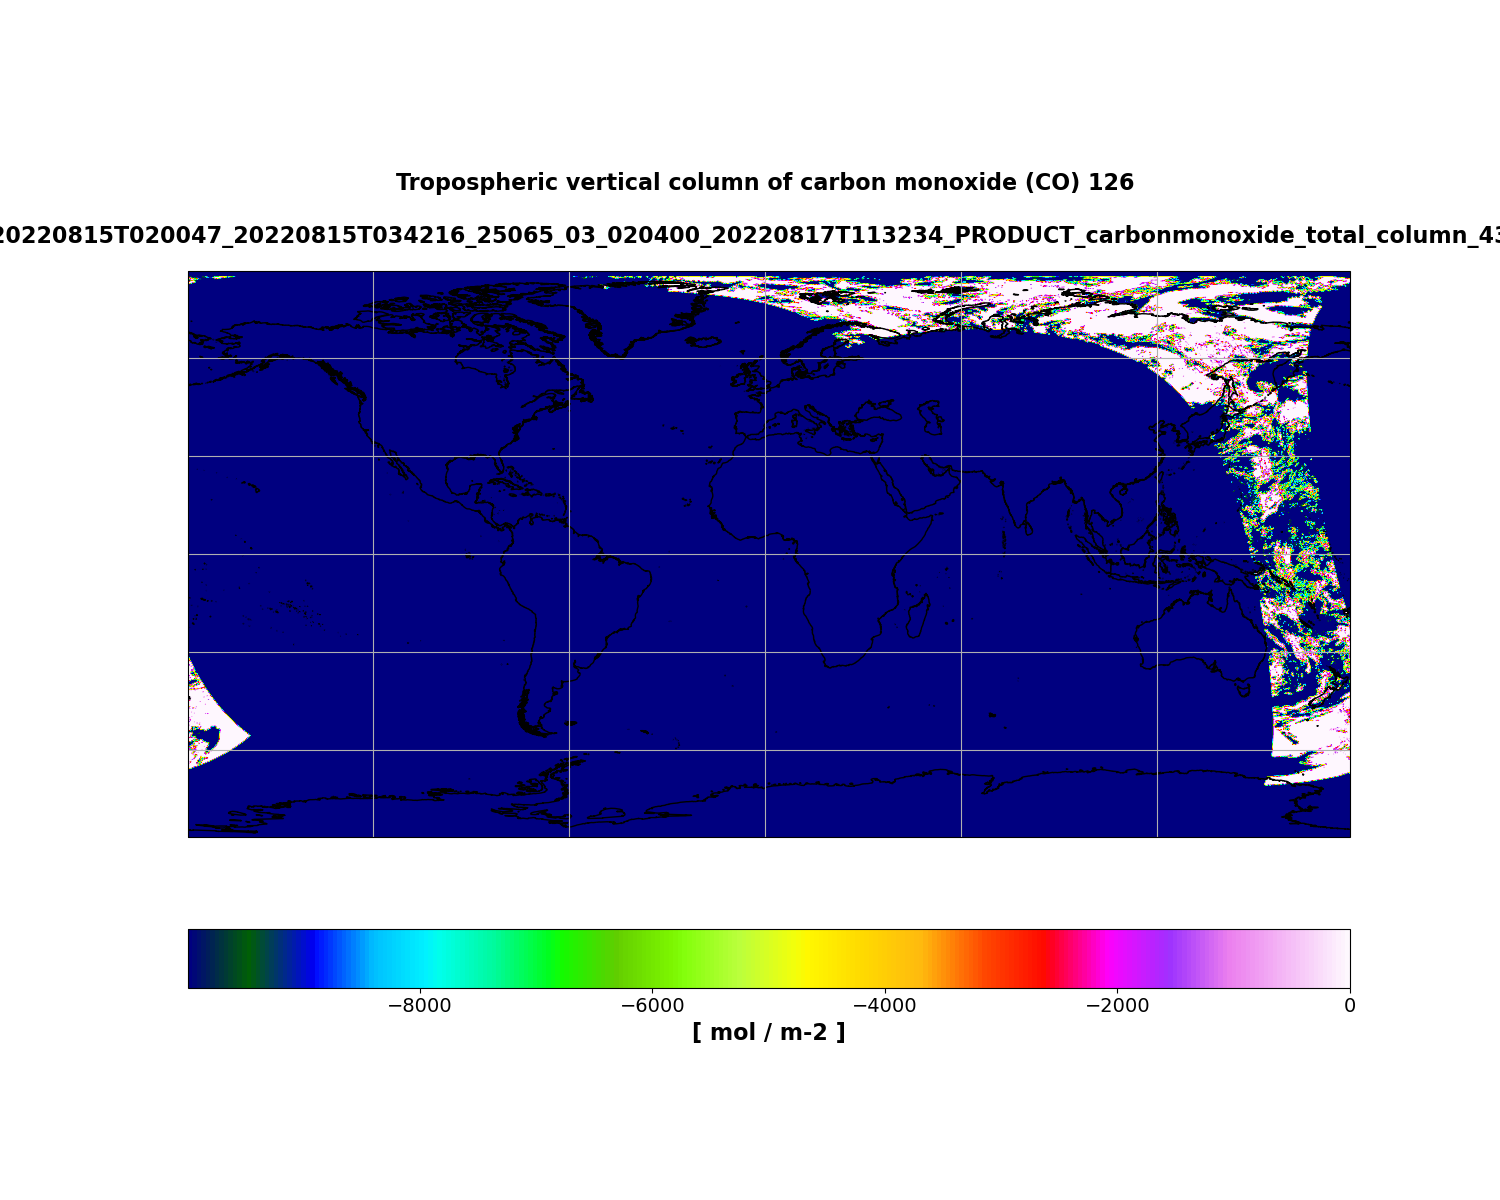 Tropospheric vertical column of carbon monoxide (CO) 126
20220815T020047_20220815T034216_25065_03_020400_20220817T113234_PRODUCT_carbonmonoxide_total_column_43
−8000 −6000 −4000 −2000 0
[ mol / m-2 ]